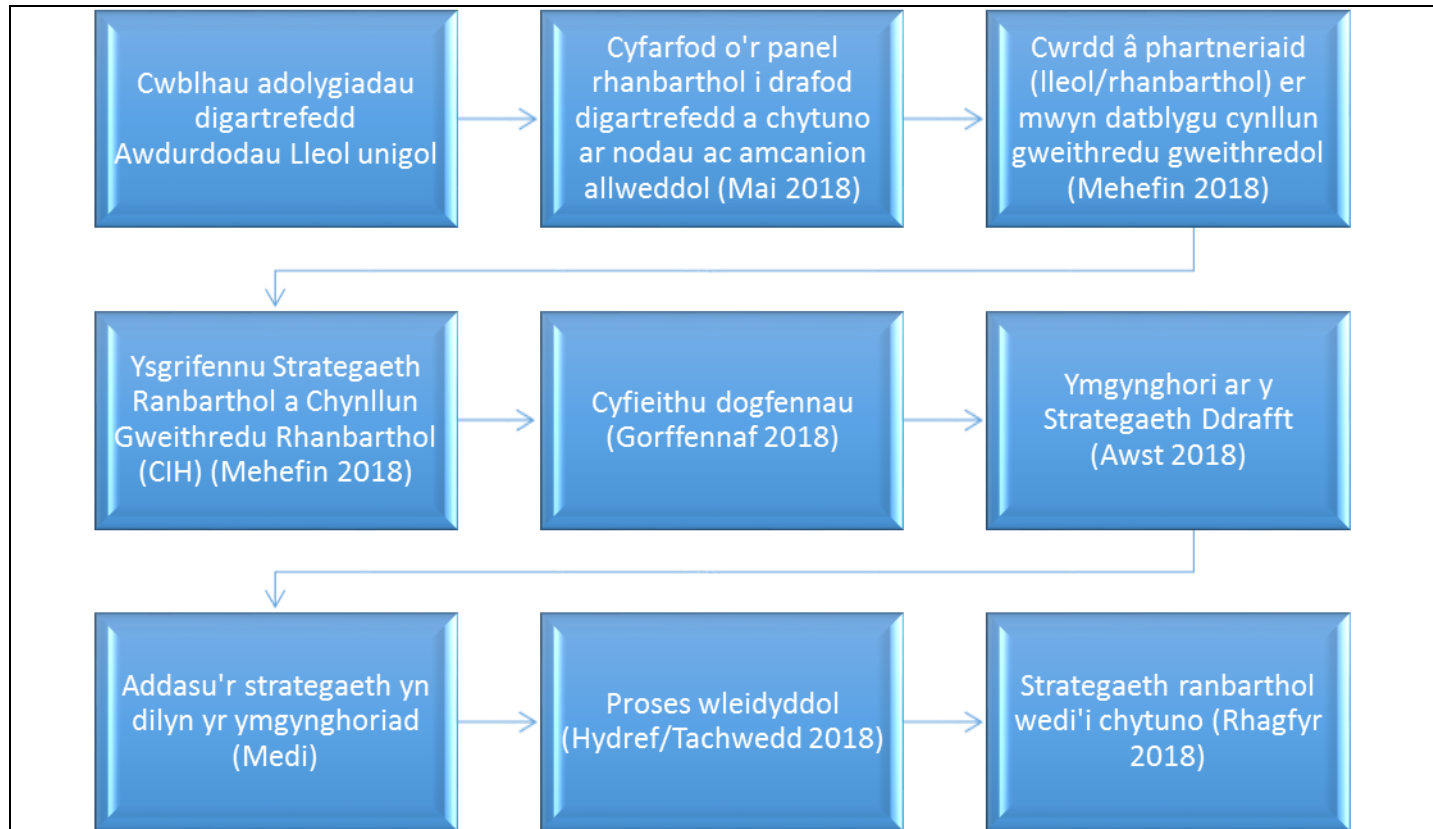 Cwblhau adolygiadau
digartrefedd
Awdurdodau Lleol unigol
Cyfarfod o'r panel
rhanbarthol i drafod
digartrefedd a chytuno
ar nodau ac amcanion
allweddol (Mai 2018)
Cwrdd â phartneriaid
(lleol/rhanbarthol) er
mwyn datblygu cynllun
gweithredu gweithredol
(Mehefin 2018)
Ysgrifennu Strategaeth
Ranbarthol a Chynllun
Gweithredu Rhanbarthol
(CIH) (Mehefin 2018)
Cyfieithu dogfennau
(Gorffennaf 2018)
Ymgynghori ar y
Strategaeth Ddrafft
(Awst 2018)
Addasu'r strategaeth yn
dilyn yr ymgynghoriad
(Medi)
Proses wleidyddol
(Hydref/Tachwedd 2018)
Strategaeth ranbarthol
wedi'i chytuno (Rhagfyr
2018)